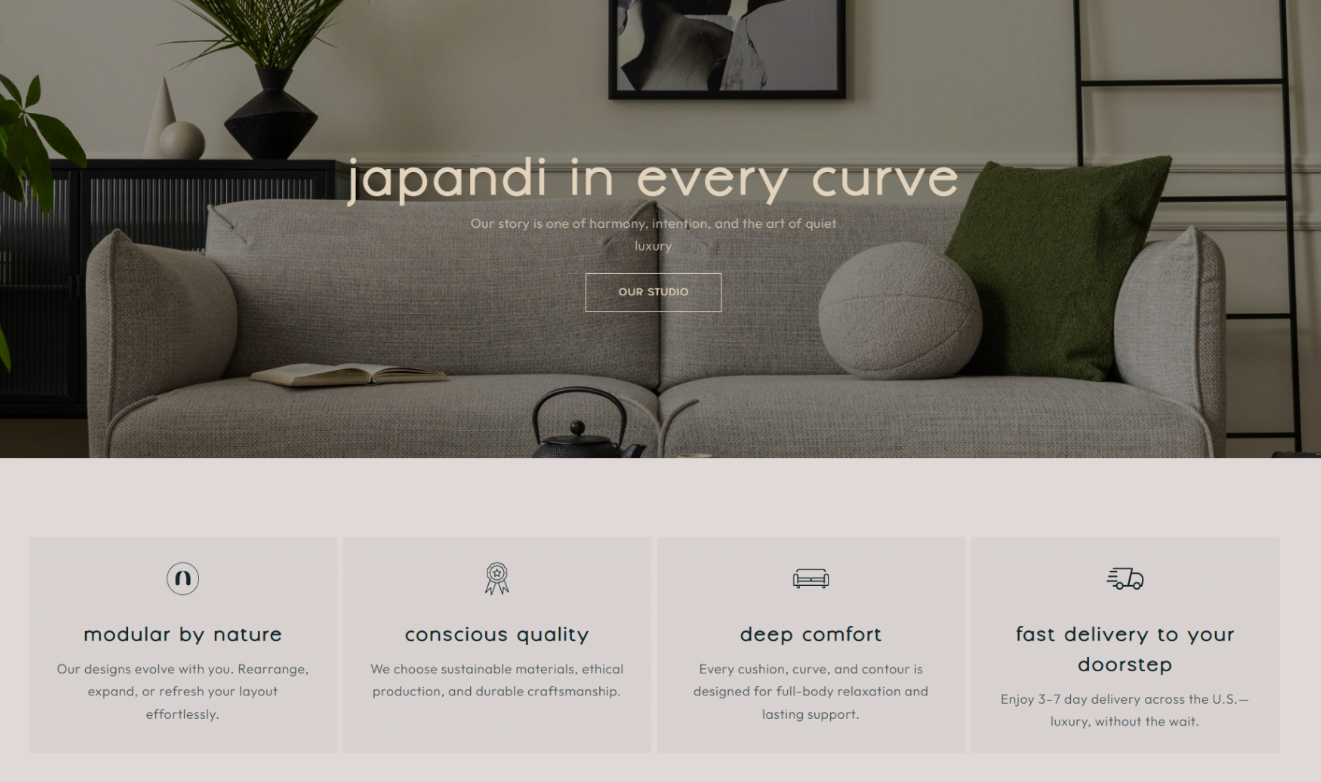 japandi in every curve
Our story is one of harmony, intention, and the art of quiet
luxury
OUR STUDIO
modular by nature
Our designs evolve with you. Rearrange,
expand, or refresh your layout
effortlessly.
conscious quality
We choose sustainable materials, ethical
production, and durable craftsmanship.
deep comfort
Every cushion, curve, and contour is
designed for full-body relaxation and
lasting support.
fast delivery to your
doorstep
Enjoy 3–7 day delivery across the U.S.—
luxury, without the wait.